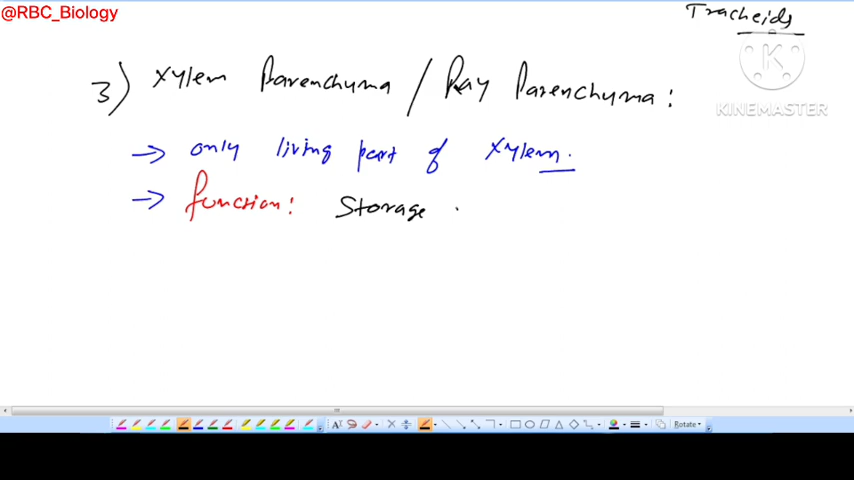 @RBC_Biology
Tracheids
KINEMASTER
3) Xylem Parenchyma / Ray Parenchyma :
→ only living part of xylem.
→ function: Storage .
Rotate